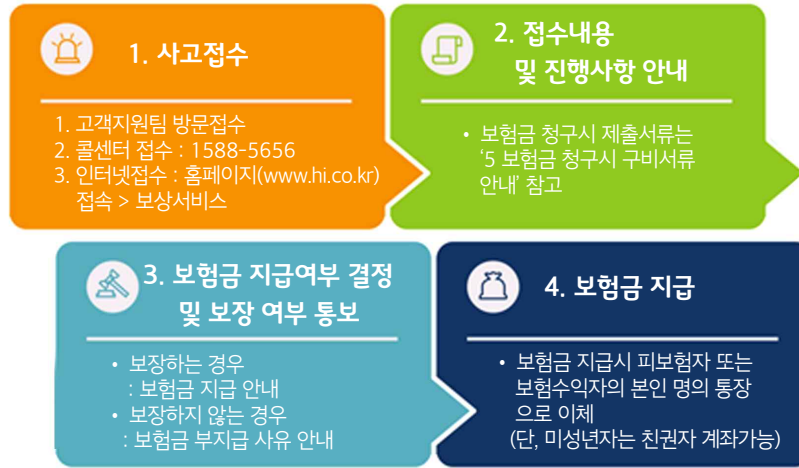 1. 사고접수
1. 고객지원팀 방문접수
2. 콜센터 접수 : 1588-5656
3. 인터넷접수 : 홈페이지(www.hi.co.kr)
접속 > 보상서비스
2. 접수내용
및 진행사항 안내
• 보험금 청구시 제출서류는
‘5 보험금 청구시 구비서류
안내’ 참고
3. 보험금 지급여부 결정
및 보장 여부 통보
• 보장하는 경우
: 보험금 지급 안내
• 보장하지 않는 경우
: 보험금 부지급 사유 안내
4. 보험금 지급
• 보험금 지급시 피보험자 또는
보험수익자의 본인 명의 통장
으로 이체
(단, 미성년자는 친권자 계좌가능)